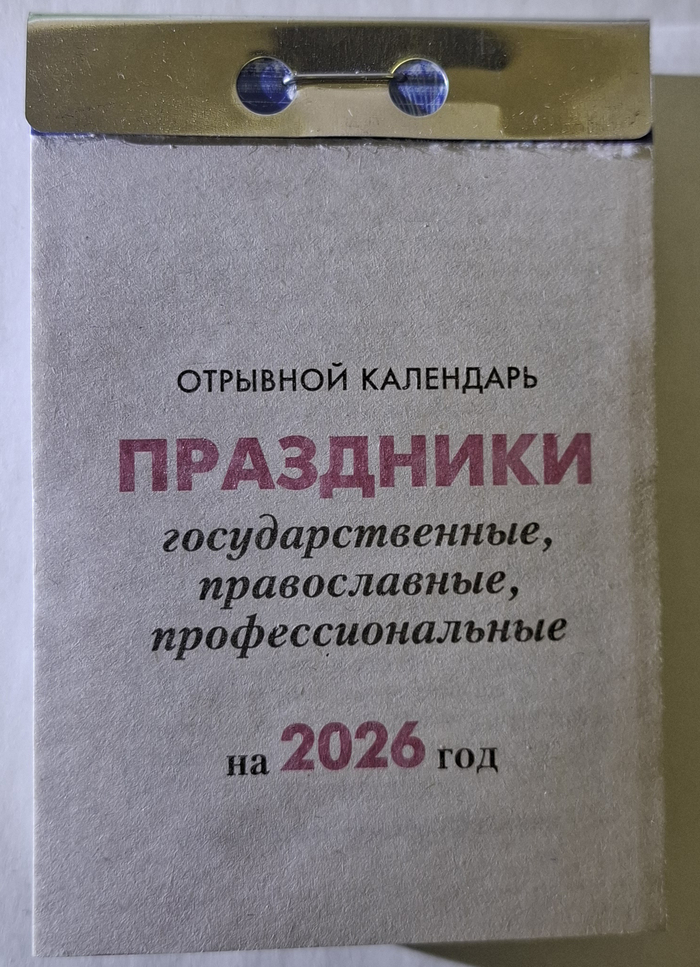 ОТРЫВНОЙ КАЛЕНДАРЬ
ПРАЗДНИКИ
государственные,
православные,
профессиональные
на 2026 год